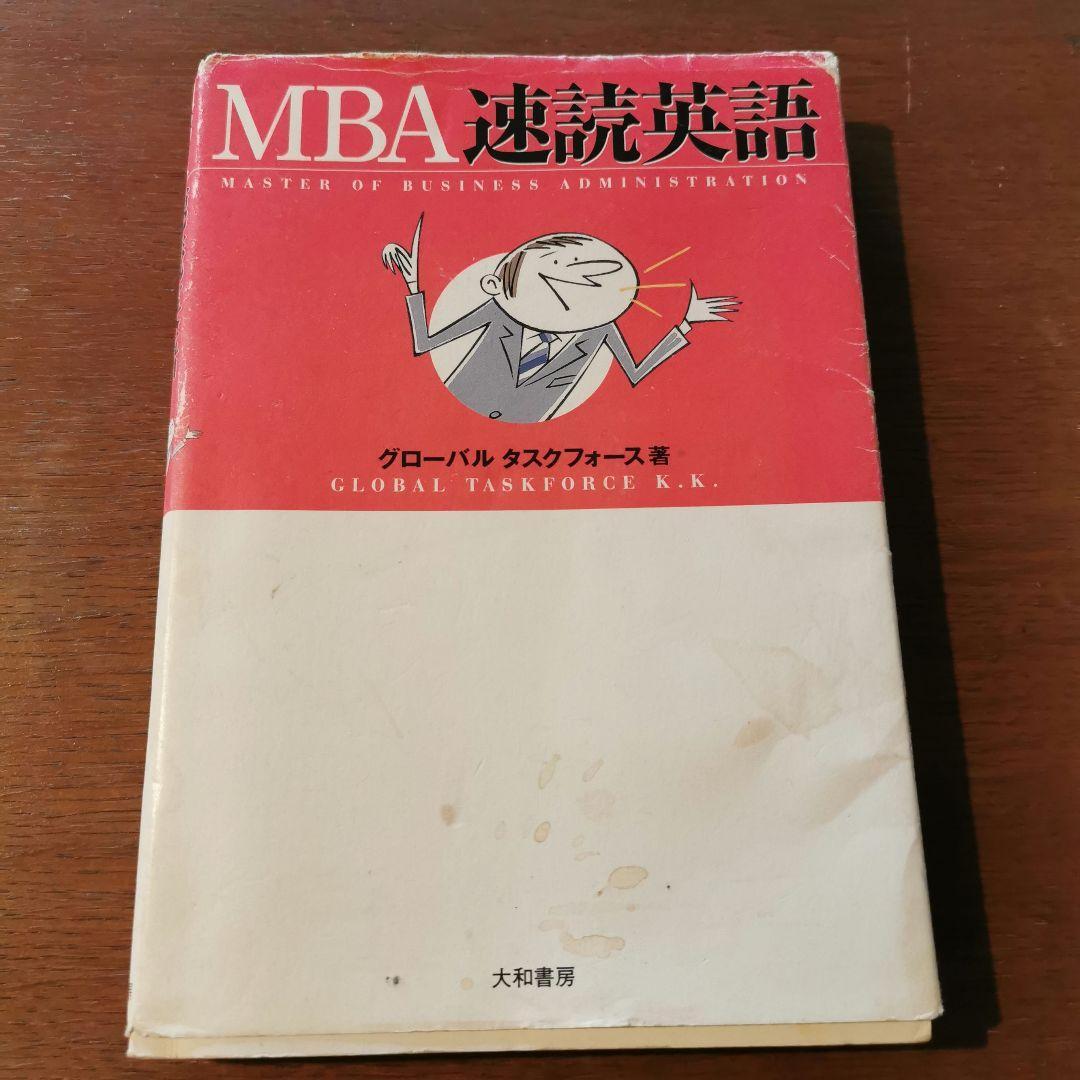 MBA速読英語
MASTER OF BUSINESS ADMINISTRATION
グローバル タスクフォース著
GLOBAL TASKFORCE K.K.
大和書房